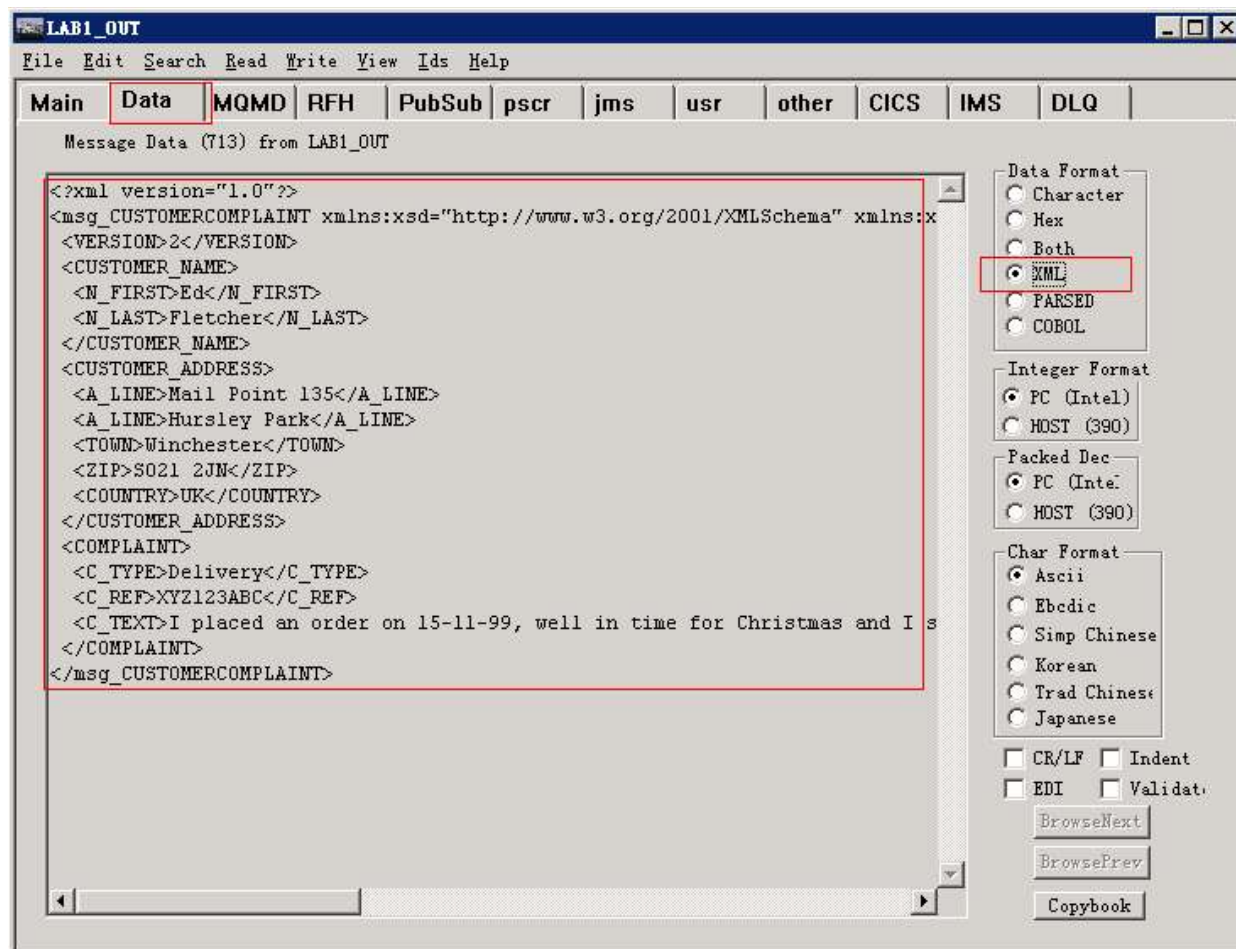 LAB1_OUT
File Edit Search Read Write View Ids Help
Main Data MQMD RFH PubSub pscr jms usr other CICS IMS DLQ
Message Data (713) from LAB1_OUT
<?xml version="1.0"?>
<msg_CUSTOMERCOMPLAINT xmlns:xsd="http://www.w3.org/2001/XMLSchema" xmlns:x
<VERSION>2</VERSION>
<CUSTOMER_NAME>
<N_FIRST>Ed</N_FIRST>
<N_LAST>Fletcher</N_LAST>
</CUSTOMER_NAME>
<CUSTOMER_ADDRESS>
<A_LINE>Mail Point 135</A_LINE>
<A_LINE>Hursley Park</A_LINE>
<TOWN>Winchester</TOWN>
<ZIP>SO21 2JN</ZIP>
<COUNTRY>UK</COUNTRY>
</CUSTOMER_ADDRESS>
<COMPLAINT>
<C_TYPE>Delivery</C_TYPE>
<C_REF>XYZ123ABC</C_REF>
<C_TEXT>I placed an order on 15-11-99, well in time for Christmas and I s
</COMPLAINT>
</msg_CUSTOMERCOMPLAINT>
Data Format
Character
Hex
Both
XML
PARSED
COBOL
Integer Format
PC (Intel)
HOST (390)
Packed Dec
PC (Inte
HOST (390)
Char Format
Ascii
Ebcdic
Simp Chinese
Korean
Trad Chinese
Japanese
CR/LF Indent
EDI Validat
BrowseNext
BrowsePrev
Copybook